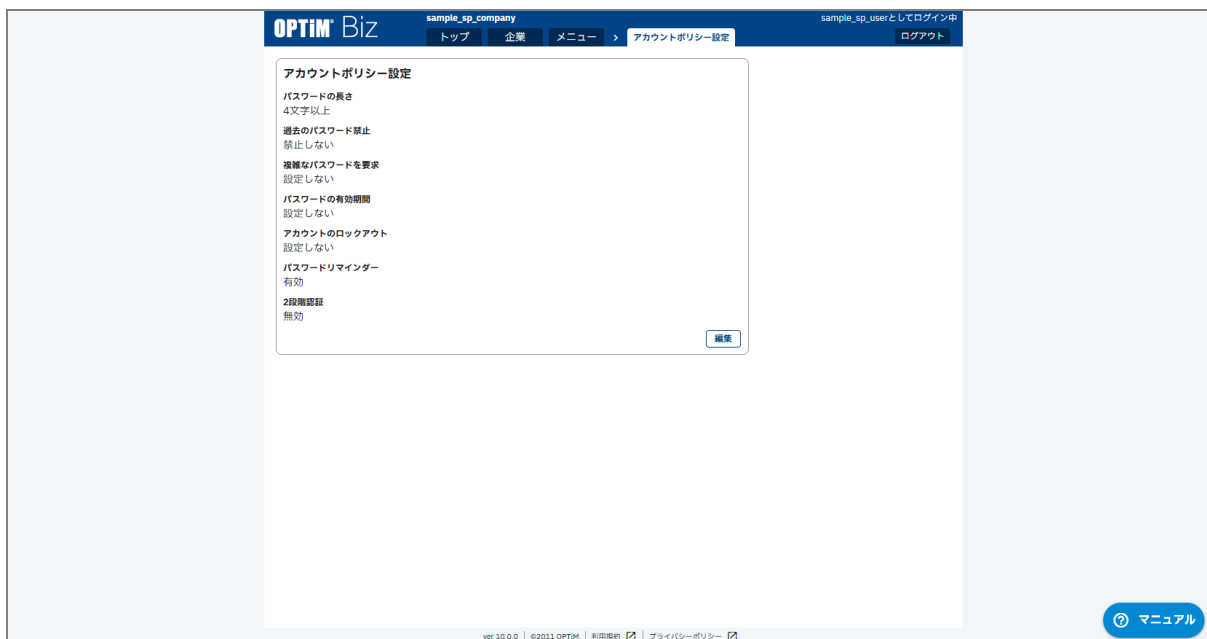 OPTiM® Biz
sample_sp_company
sample_sp_userとしてログイン中
トップ 企業 メニュー › アカウントポリシー設定
ログアウト
アカウントポリシー設定
パスワードの長さ
4文字以上
過去のパスワード禁止
禁止しない
複雑なパスワードを要求
設定しない
パスワードの有効期間
設定しない
アカウントのロックアウト
設定しない
パスワードリマインダー
有効
2段階認証
無効
編集
マニュアル
ver 10.0.0 | ©2011 OPTiM | 利用規約 | プライバシーポリシー